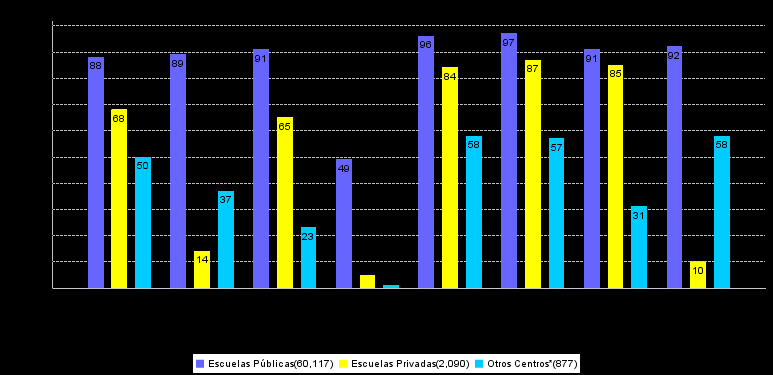 88 68 50
89 14 37
91 65 23
49
96 84 58
97 87 57
91 85 31
92 10 58
Escuelas Públicas(60,117) Escuelas Privadas(2,090) Otros Centros*(877)